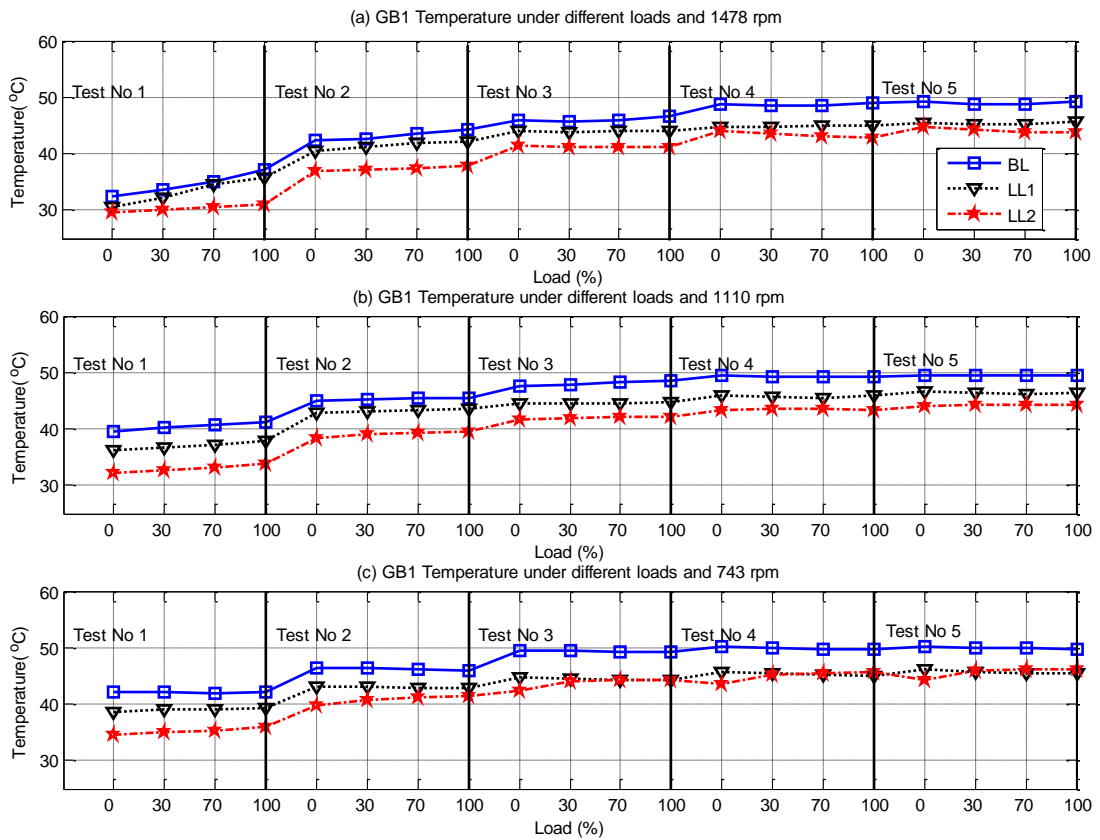 (a) GB1 Temperature under different loads and 1478 rpm
60
50
40
30
Temperature( °C)
Test No 1
Test No 2
Test No 3
Test No 4
Test No 5
BL
LL1
LL2
0 30 70 100 0 30 70 100 0 30 70 100 0 30 70 100 0 30 70 100
Load (%)
(b) GB1 Temperature under different loads and 1110 rpm
60
50
40
30
Temperature( °C)
Test No 1
Test No 2
Test No 3
Test No 4
Test No 5
0 30 70 100 0 30 70 100 0 30 70 100 0 30 70 100 0 30 70 100
Load (%)
(c) GB1 Temperature under different loads and 743 rpm
60
50
40
30
Temperature( °C)
Test No 1
Test No 2
Test No 3
Test No 4
Test No 5
0 30 70 100 0 30 70 100 0 30 70 100 0 30 70 100 0 30 70 100
Load (%)